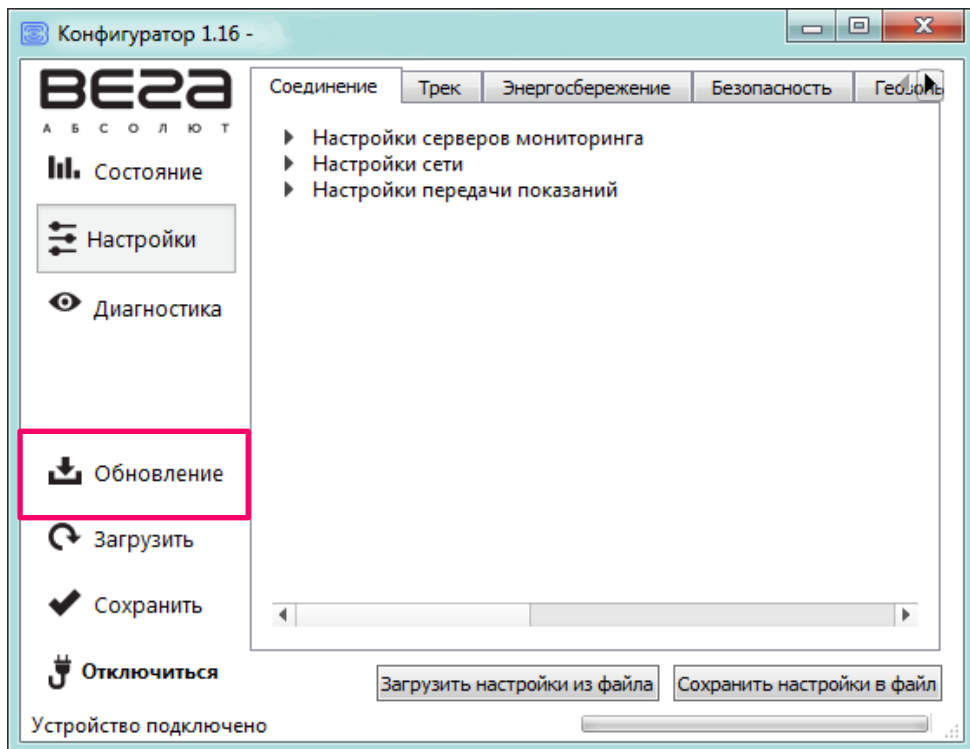 Конфигуратор 1.16 -
ВЕГА
АБСОЛЮТ
Состояние
Настройки
Диагностика
Обновление
Загрузить
Сохранить
Отключиться
Соединение Трек Энергосбережение Безопасность
Настройки серверов мониторинга
Настройки сети
Настройки передачи показаний
Загрузить настройки из файла Сохранить настройки в файл
Устройство подключено